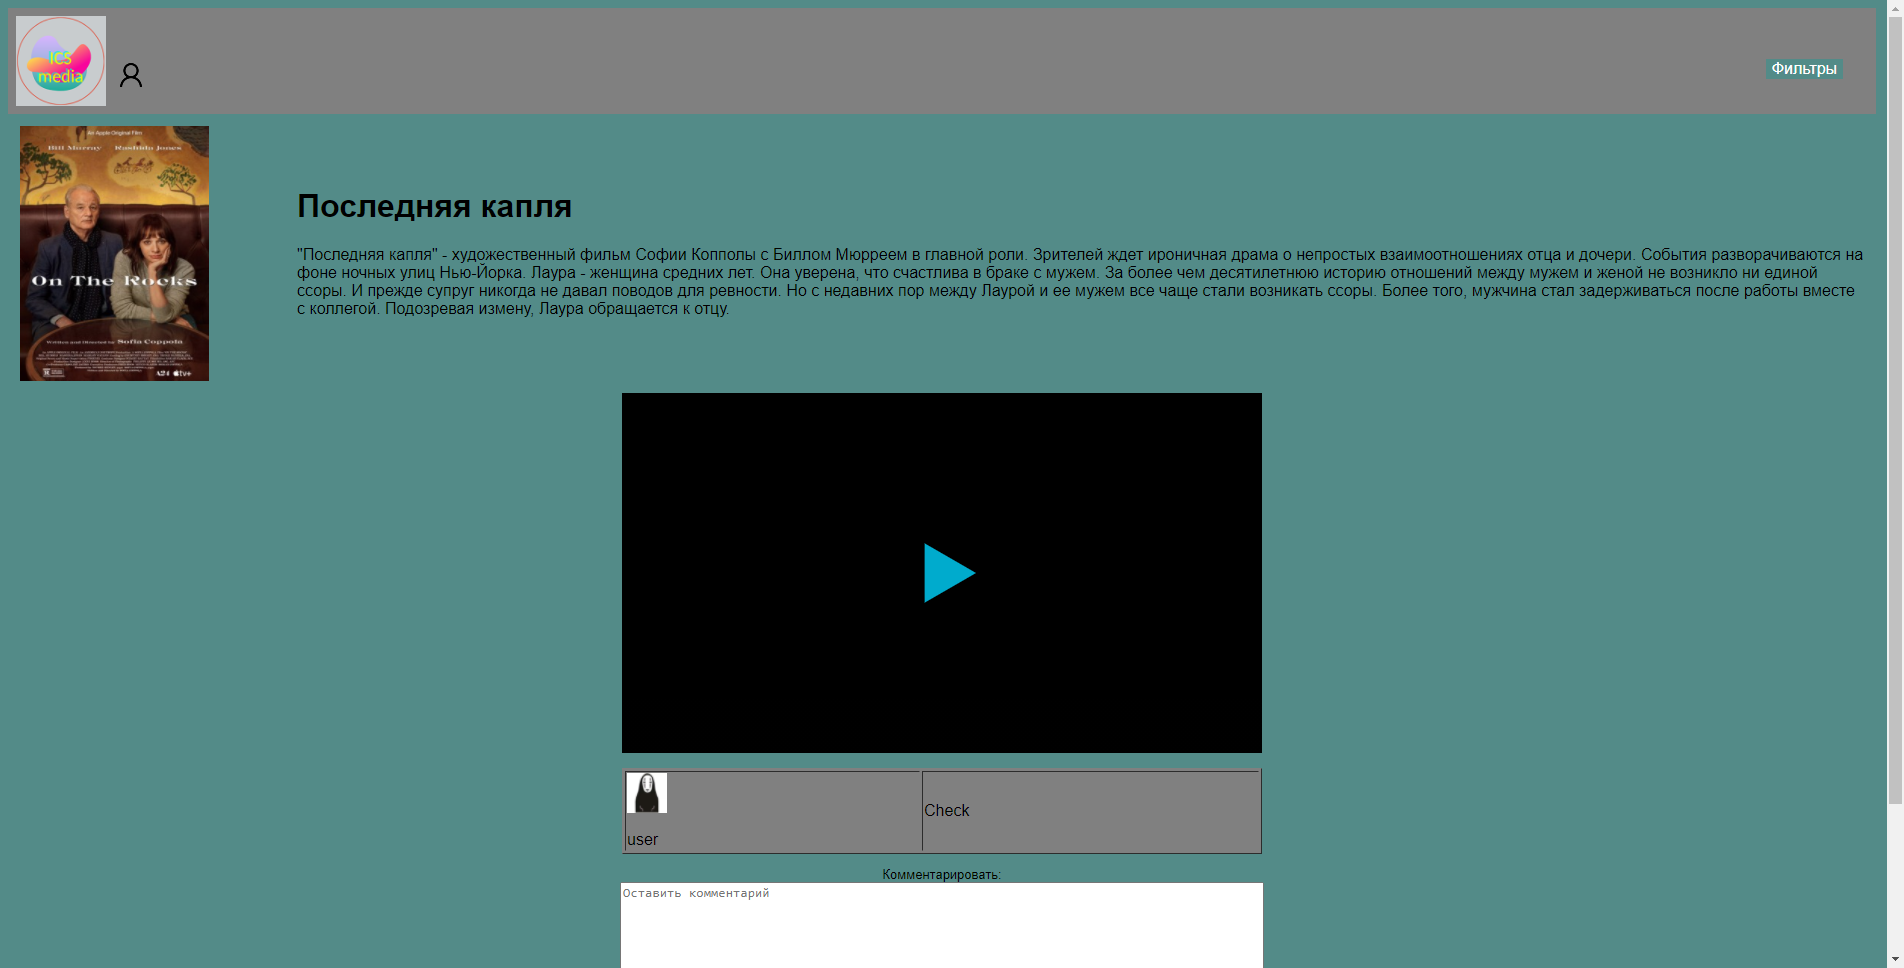 ICS
media
Фильтры
An Apple Original Film
Bill Murray Rashida Jones
On The Rocks
Written and Directed by Sofia Coppola
A24 tv+
Последняя капля
"Последняя капля" - художественный фильм Софии Копполы с Биллом Мюрреем в главной роли. Зрителей ждет ироничная драма о непростых взаимоотношениях отца и дочери. События разворачиваются на
фоне ночных улиц Нью-Йорка. Лаура - женщина средних лет. Она уверена, что счастлива в браке с мужем. За более чем десятилетнюю историю отношений между мужем и женой не возникло ни единой
ссоры. И прежде супруг никогда не давал поводов для ревности. Но с недавних пор между Лаурой и ее мужем все чаще стали возникать ссоры. Более того, мужчина стал задерживаться после работы вместе
с коллегой. Подозревая измену, Лаура обращается к отцу.
Check
user
Комментировать:
Оставить комментарий